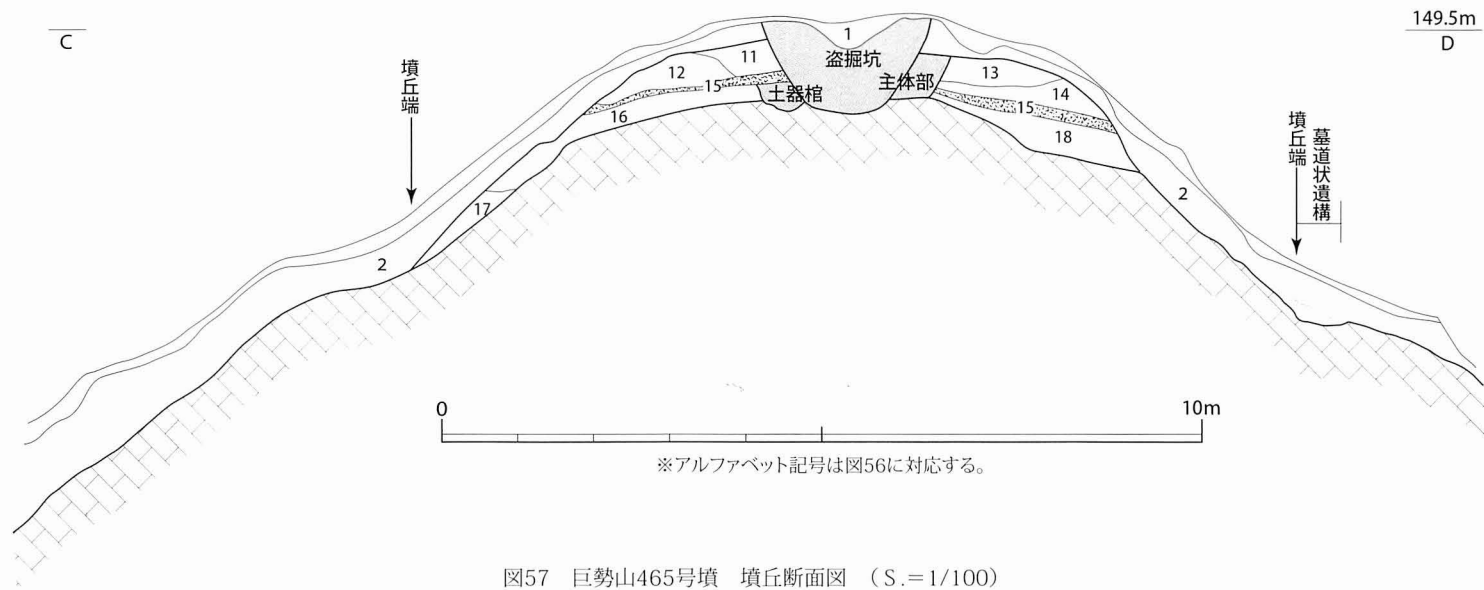 C
149.5m
D
墳丘端
1
盗掘坑
11
12
15
土器棺
主体部
13
14
15
16
18
17
2
2
墳丘端
墓道状遺構
0
10m
※アルファベット記号は図56に対応する。
図57 巨勢山465号墳 墳丘断面図 (S.=1/100)